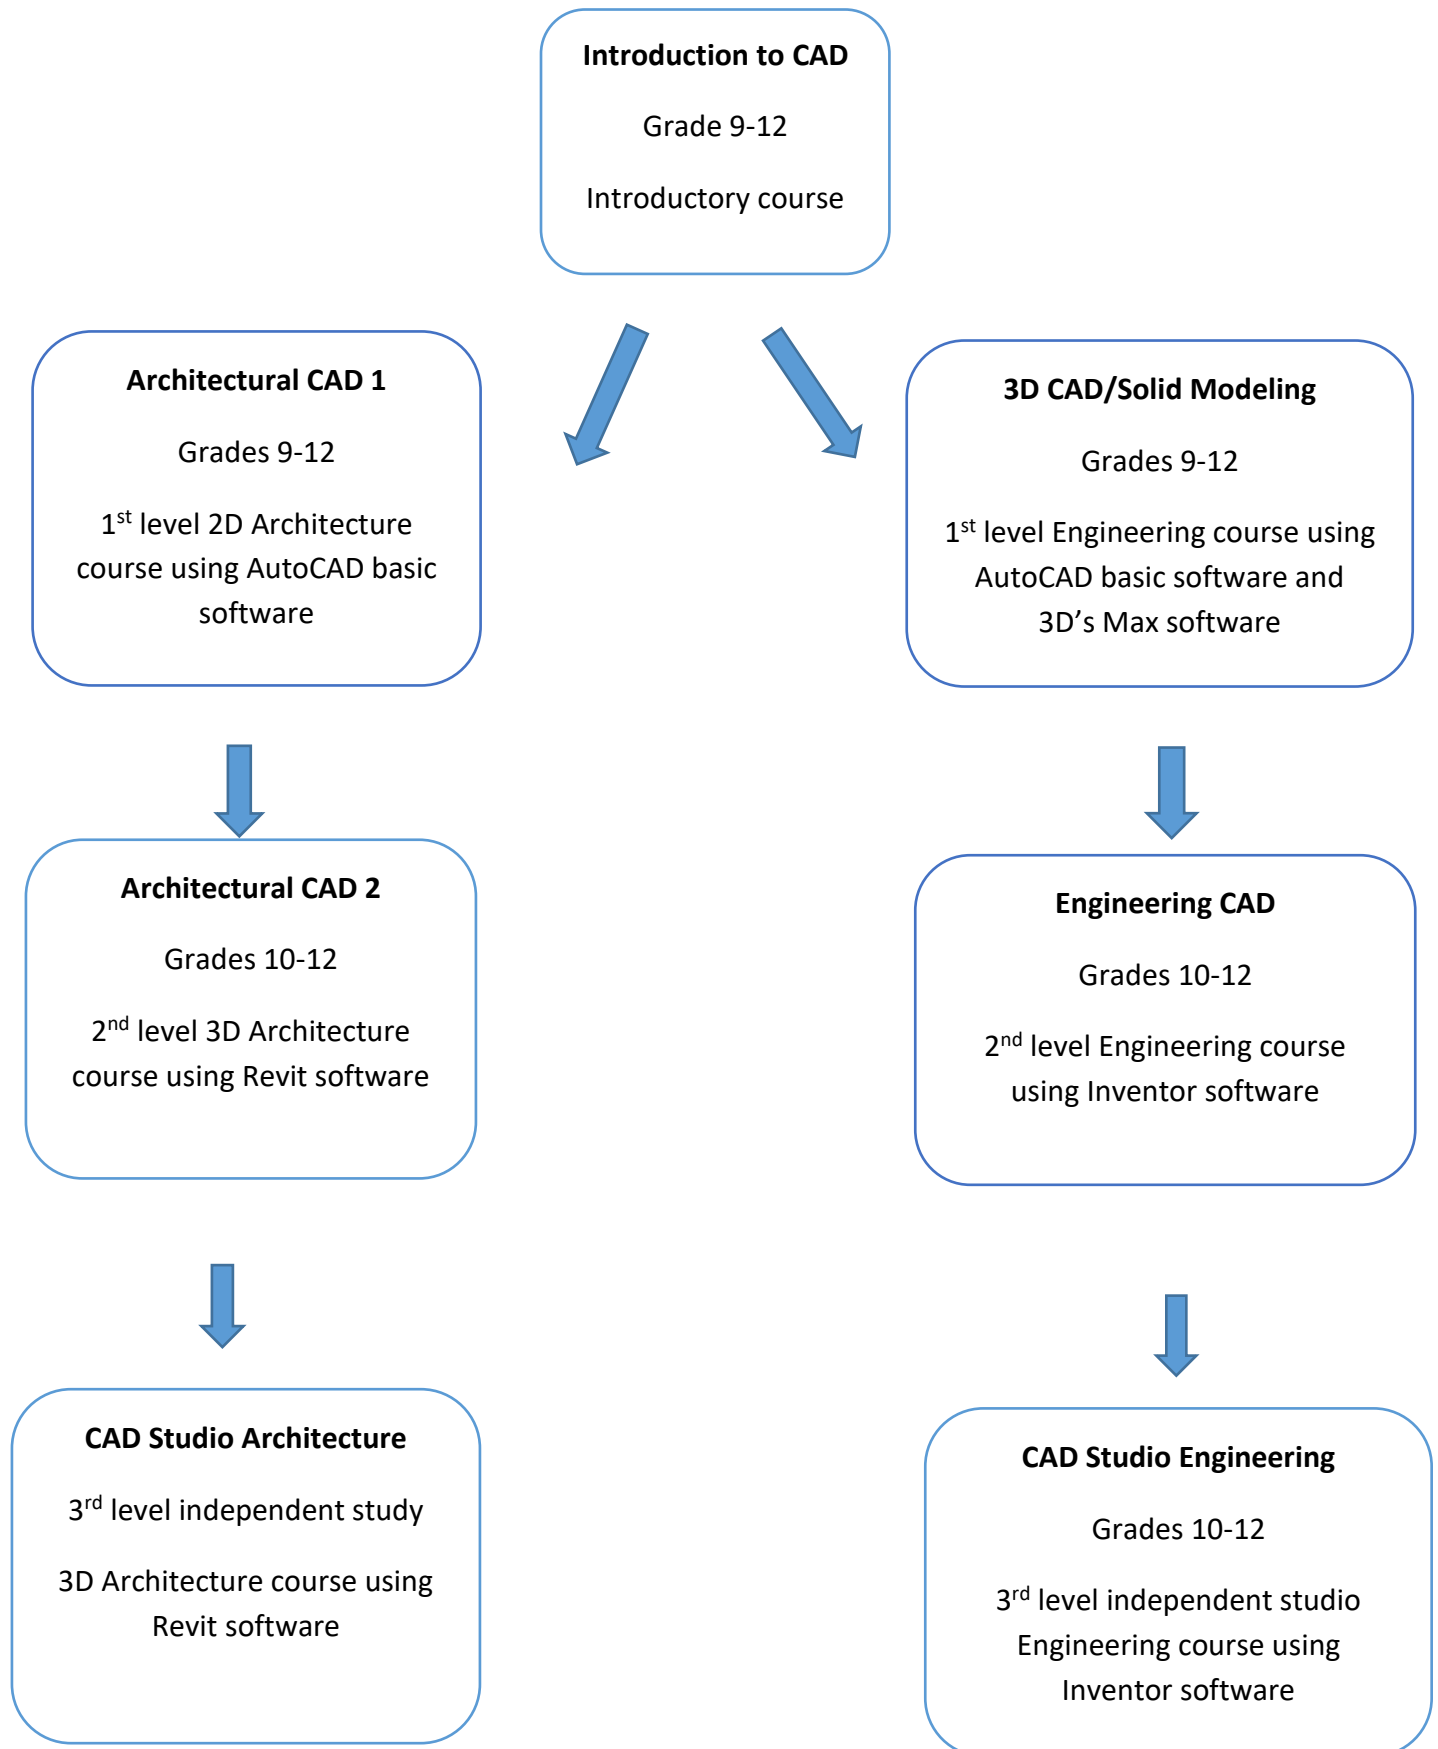 Introduction to CAD
Grade 9-12
Introductory course
Architectural CAD 1
Grades 9-12
1st level 2D Architecture
course using AutoCAD basic
software
3D CAD/Solid Modeling
Grades 9-12
1st level Engineering course using
AutoCAD basic software and
3D’s Max software
Architectural CAD 2
Grades 10-12
2nd level 3D Architecture
course using Revit software
Engineering CAD
Grades 10-12
2nd level Engineering course
using Inventor software
CAD Studio Architecture
3rd level independent study
3D Architecture course using
Revit software
CAD Studio Engineering
Grades 10-12
3rd level independent studio
Engineering course using
Inventor software